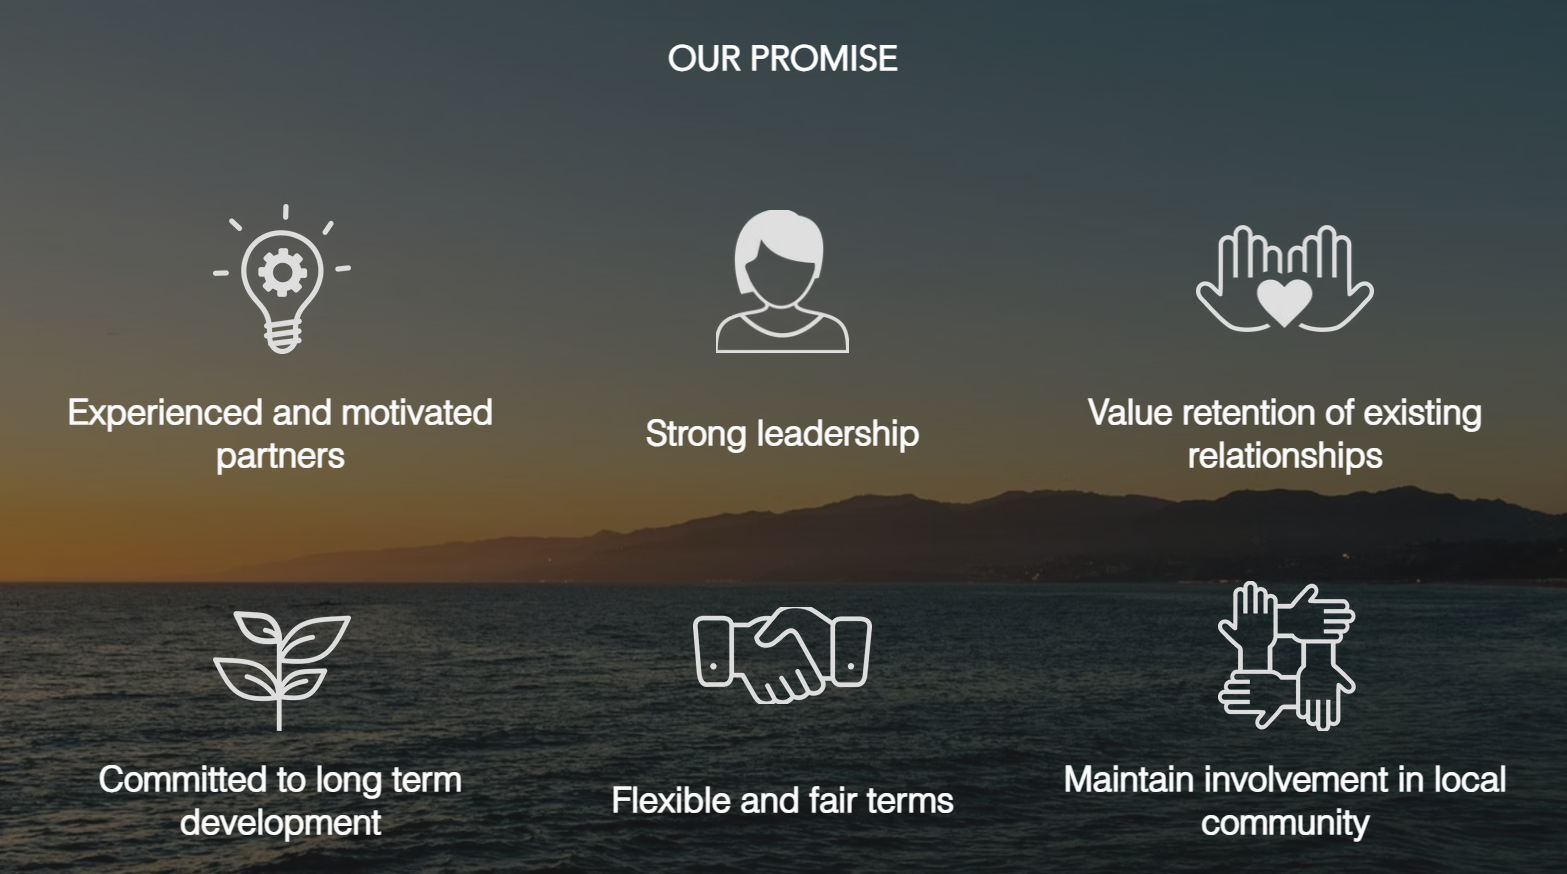 OUR PROMISE
Experienced and motivated
partners
Strong leadership
Value retention of existing
relationships
Committed to long term
development
Flexible and fair terms
Maintain involvement in local
community